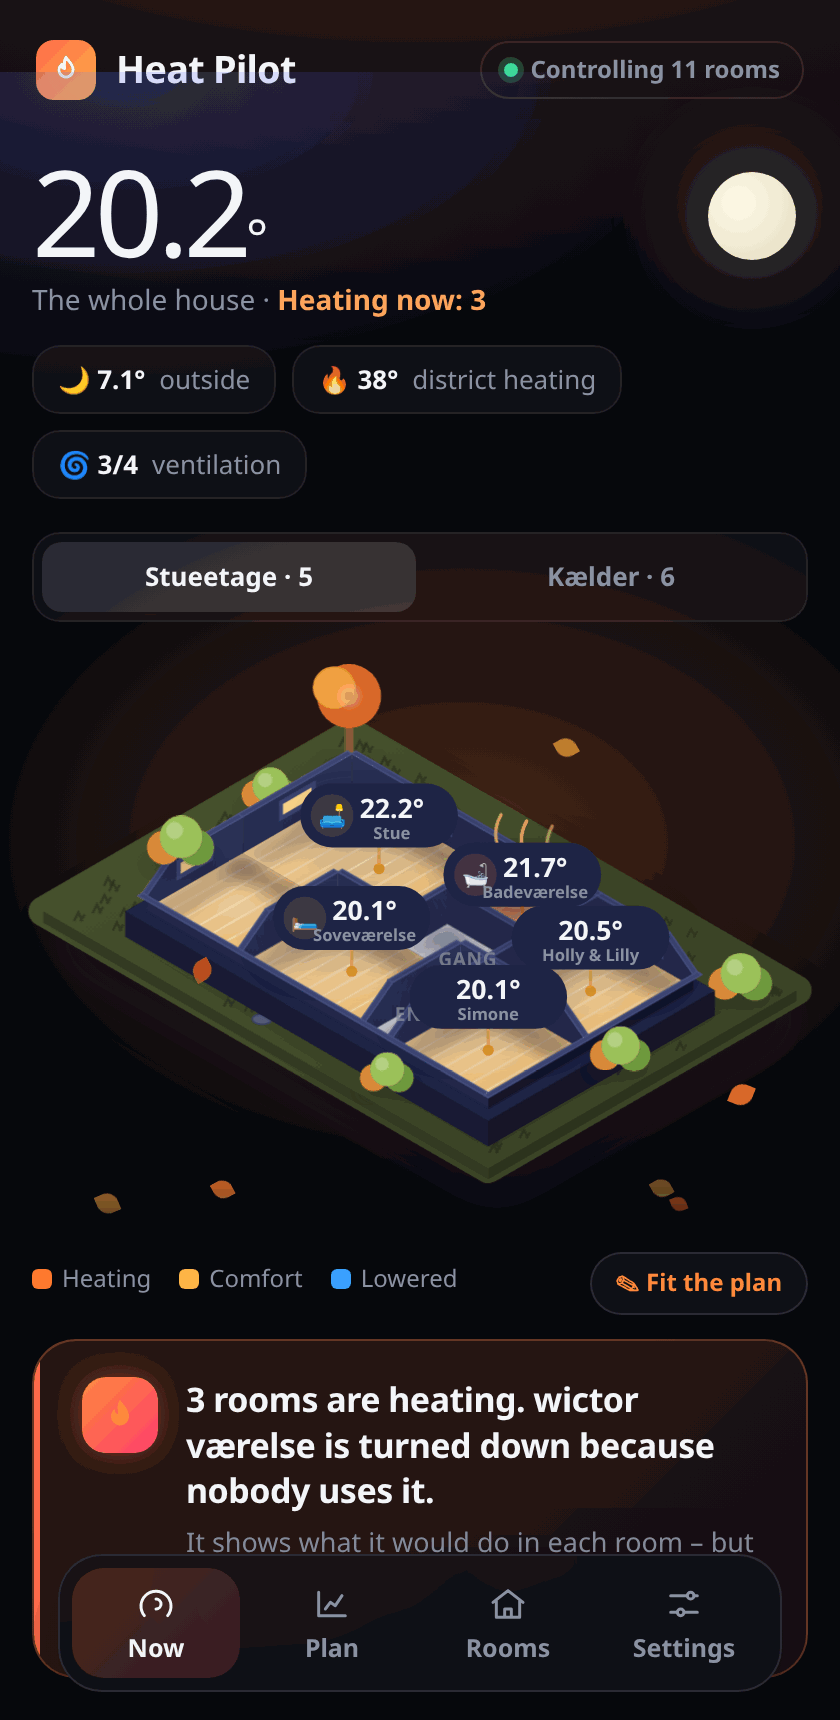 Heat Pilot
Controlling 11 rooms
20.2°
The whole house · Heating now: 3
🌙 7.1° outside
🔥 38° district heating
🌀 3/4 ventilation
Stueetage · 5
Kælder · 6
22.2°
Stue
21.7°
Badeværelse
20.1°
Soveværelse
20.5°
Holly & Lilly
GANG
20.1°
Simone
Heating
Comfort
Lowered
✎ Fit the plan
3 rooms are heating. wictor
værelse is turned down because
nobody uses it.
It shows what it would do in each room – but
Now
Plan
Rooms
Settings